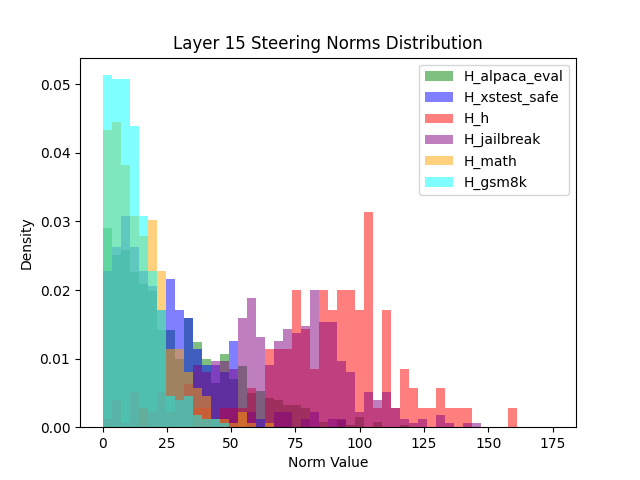 Layer 15 Steering Norms Distribution
H_alpaca_eval
H_xstest_safe
H_h
H_jailbreak
H_math
H_gsm8k
Density
0.05
0.04
0.03
0.02
0.01
0.00
0 25 50 75 100 125 150 175
Norm Value